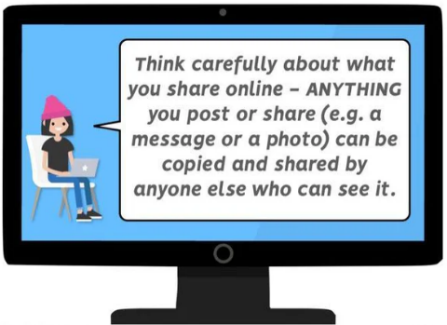 Think carefully about what
you share online – ANYTHING
you post or share (e.g. a
message or a photo) can be
copied and shared by
anyone else who can see it.